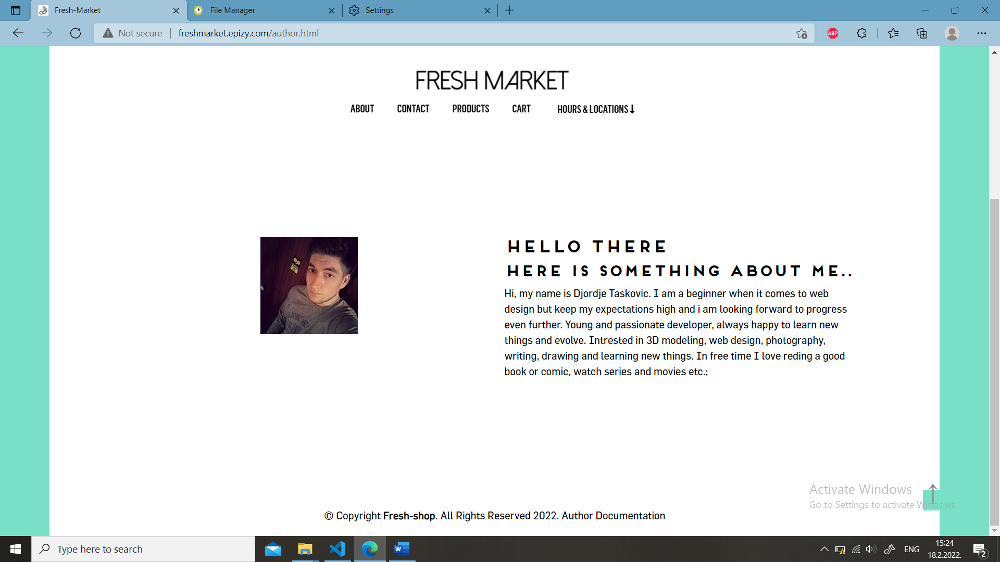 Fresh-Market
File Manager
Settings
Not secure
freshmarket.epizy.com/author.html
ABP
FRESH MARKET
ABOUT CONTACT PRODUCTS CART HOURS & LOCATIONS↓
HELLO THERE
HERE IS SOMETHING ABOUT ME..
Hi, my name is Djordje Taskovic. I am a beginner when it comes to web
design but keep my expectations high and i am looking forward to progress
even further. Young and passionate developer, always happy to learn new
things and evolve. Intrested in 3D modeling, web design, photography,
writing, drawing and learning new things. In free time I love reding a good
book or comic, watch series and movies etc.;
Activate Windows
Go to Settings to activate Windows.
© Copyright Fresh-shop. All Rights Reserved 2022. Author Documentation
Type here to search
ENG
15:24
18.2.2022.
2